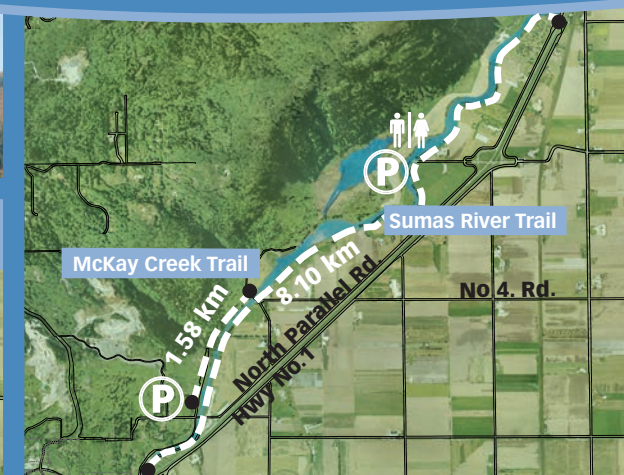 P
Sumas River Trail
McKay Creek Trail
8.10 km
No 4. Rd.
1.58 km
North Parallel Rd.
Hwy No.1
P